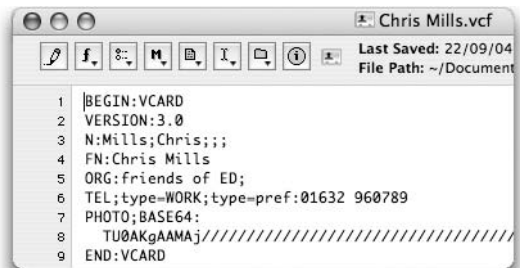 Chris Mills.vcf
Last Saved: 22/09/04
File Path: ~/Document
1 BEGIN:VCARD
2 VERSION:3.0
3 N:Mills;Chris;;;
4 FN:Chris Mills
5 ORG:friends of ED;
6 TEL;type=WORK;type=pref:01632 960789
7 PHOTO;BASE64:
8 TU0AKgAAMAj//////////////////////////////////
9 END:VCARD